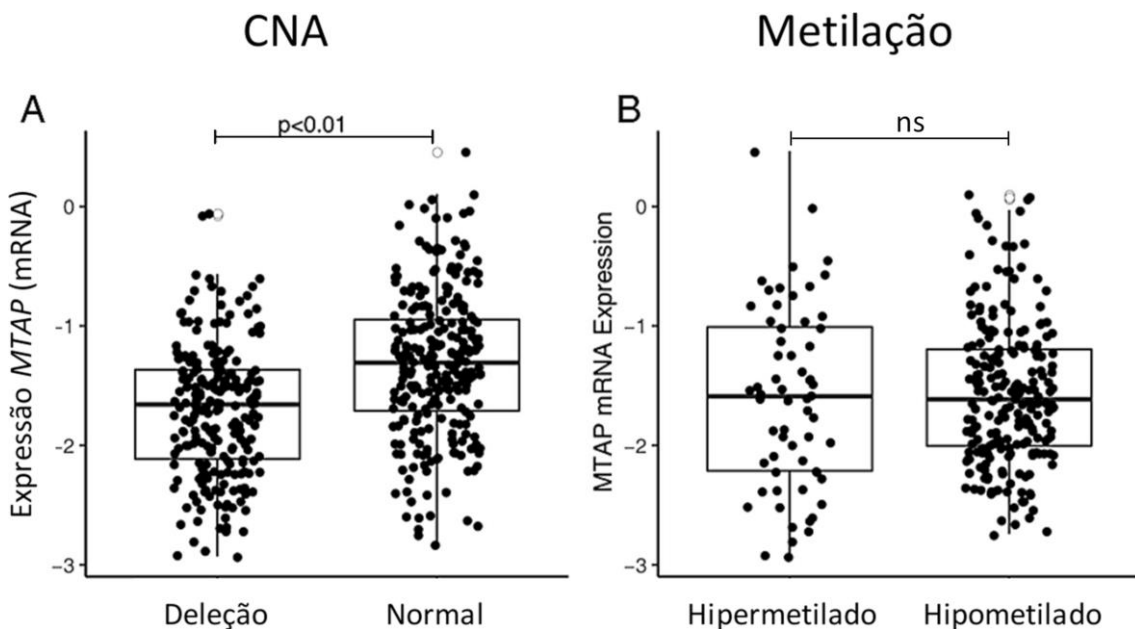 CNA
Metilação
A
p<0.01
Expressão MTAP (mRNA)
0
-1
-2
-3
Deleção
Normal
B
ns
MTAP mRNA Expression
0
-1
-2
-3
Hipermetilado
Hipometilado